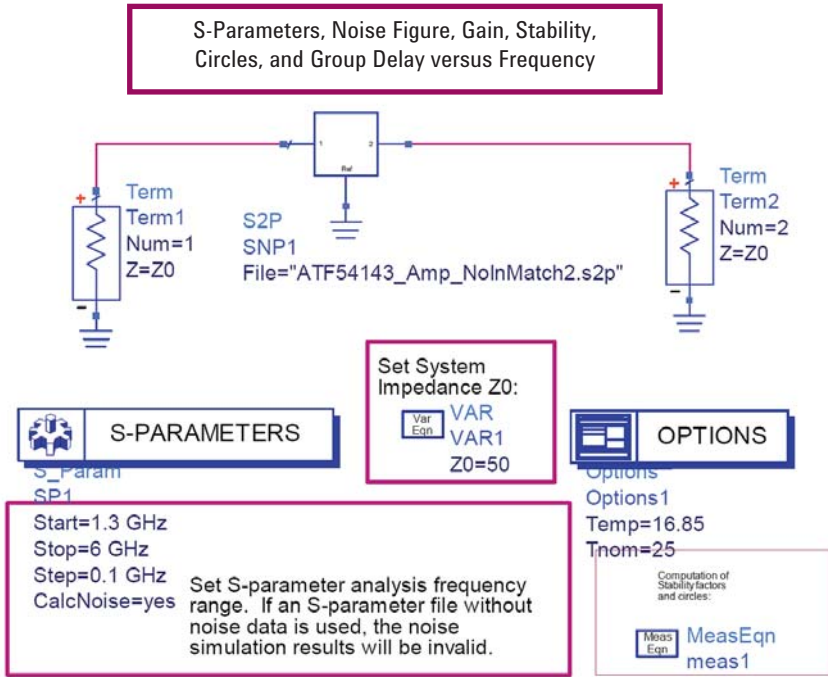 S-Parameters, Noise Figure, Gain, Stability,
Circles, and Group Delay versus Frequency
1
2
Ref
+
Term
Term1
Num=1
Z=Z0
-
S2P
SNP1
File="ATF54143_Amp_NoInMatch2.s2p"
+
Term
Term2
Num=2
Z=Z0
-
Set System
Impedance Z0:
Var
Eqn
VAR
VAR1
Z0=50
S-PARAMETERS
S_Param
SP1
Start=1.3 GHz
Stop=6 GHz
Step=0.1 GHz
CalcNoise=yes
Set S-parameter analysis frequency
range. If an S-parameter file without
noise data is used, the noise
simulation results will be invalid.
OPTIONS
Options
Options1
Temp=16.85
Tnom=25
Computation of
Stability factors
and circles:
Meas
Eqn
MeasEqn
meas1